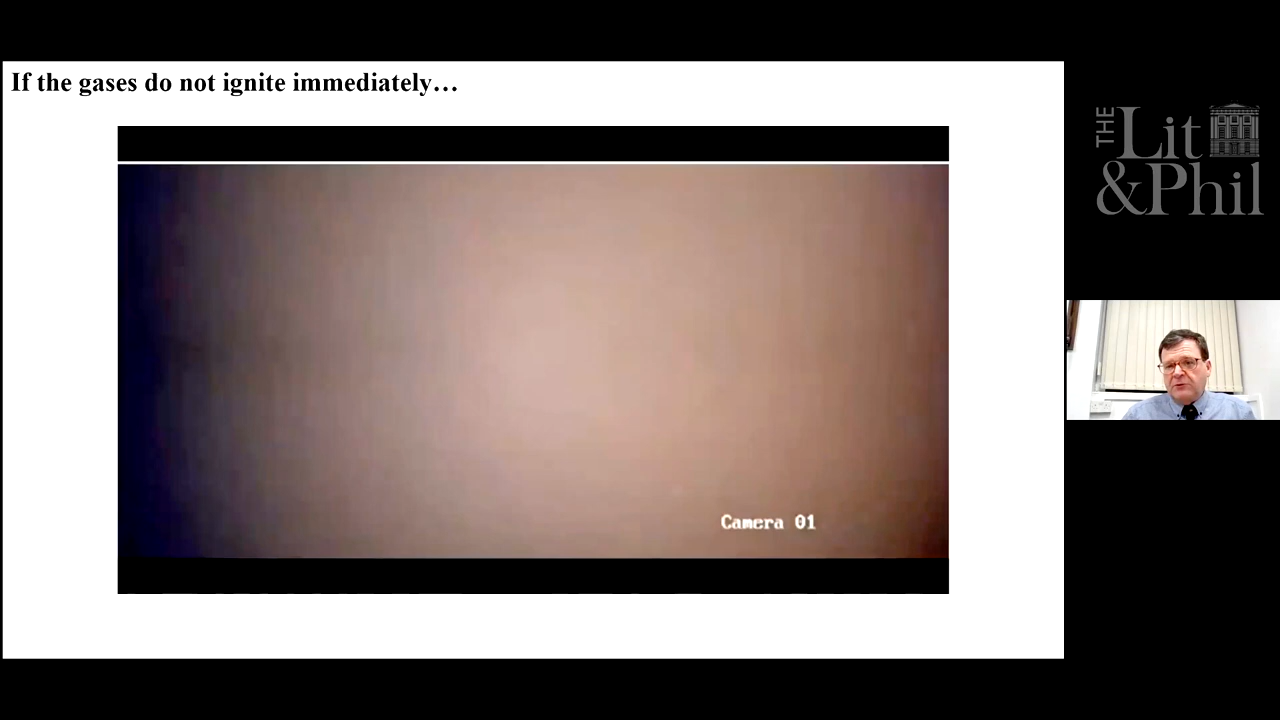 If the gases do not ignite immediately…
THE
Lit
&Phil
Camera 01